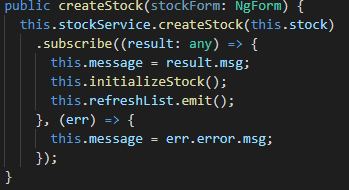 public createStock(stockForm: NgForm) {
  this.stockService.createStock(this.stock)
    .subscribe((result: any) => {
      this.message = result.msg;
      this.initializeStock();
      this.refreshList.emit();
    }, (err) => {
      this.message = err.error.msg;
    });
}